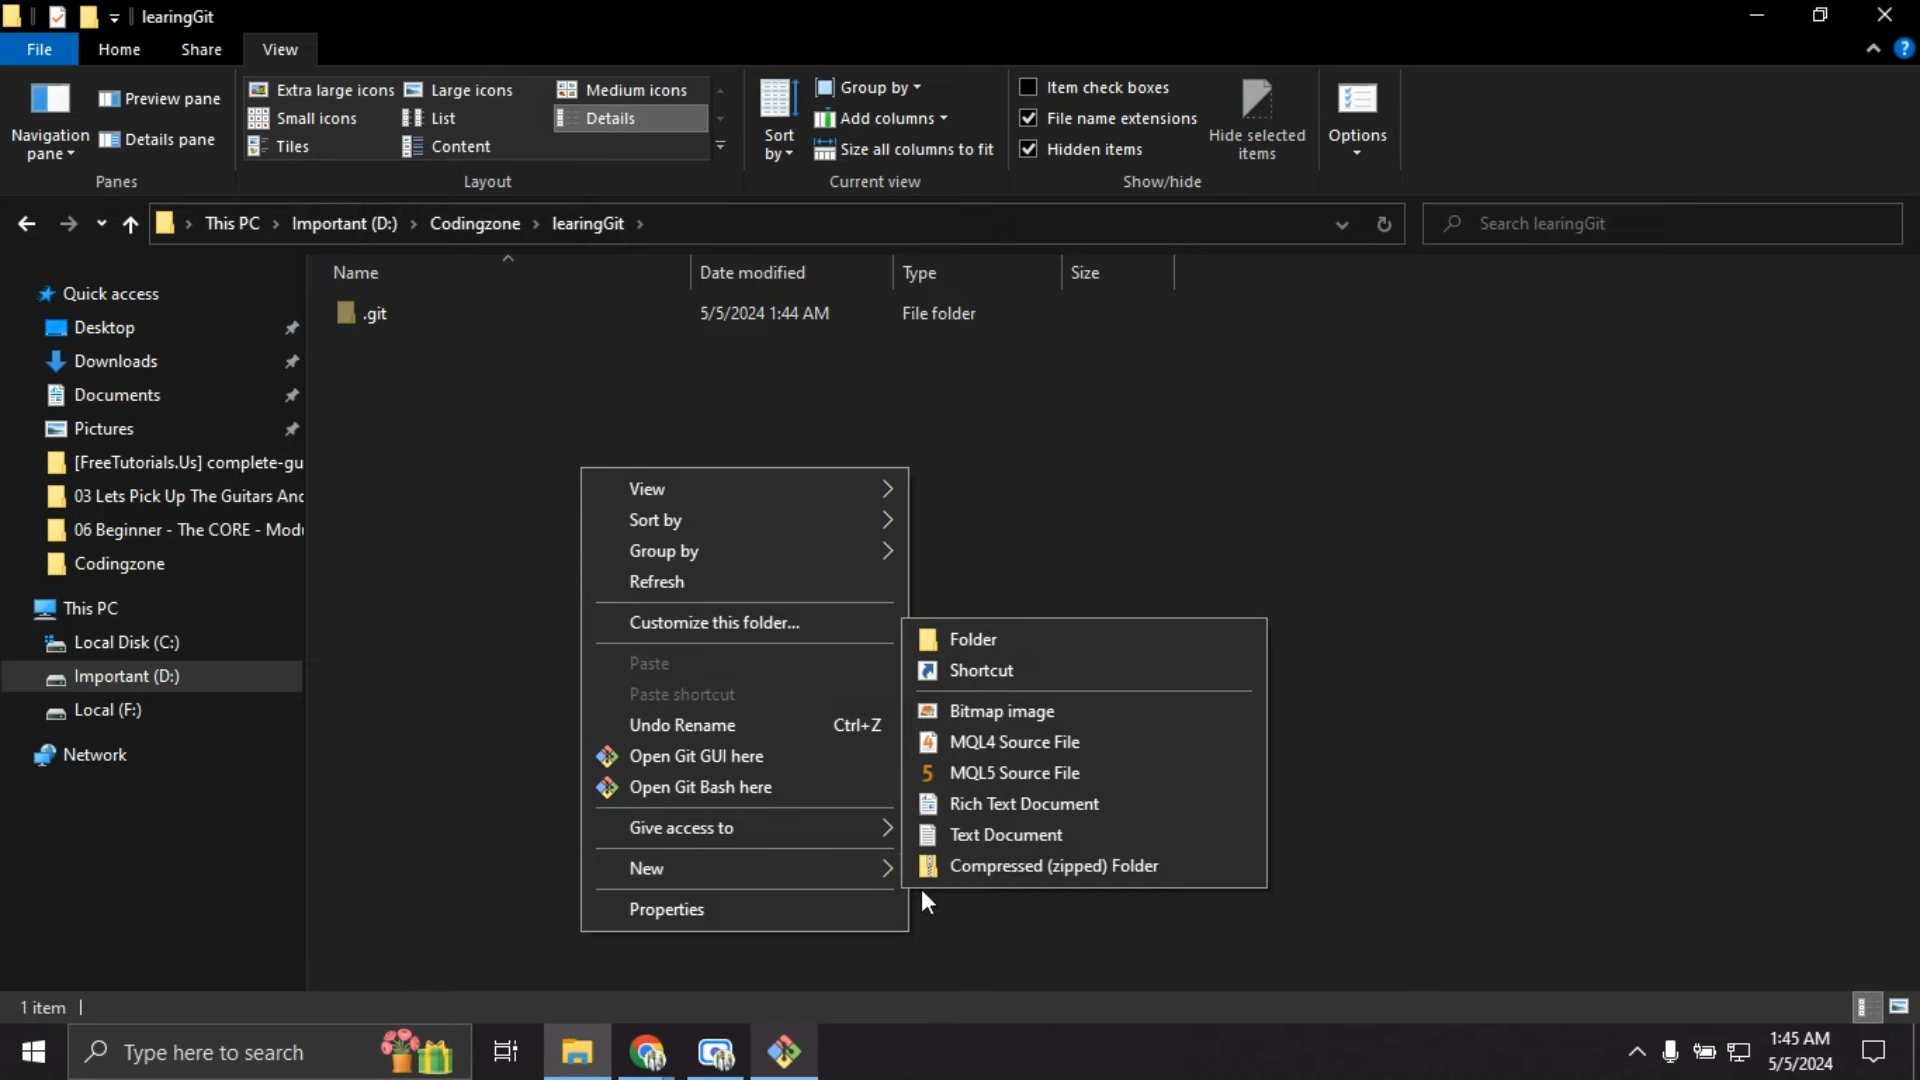 learingGit
File Home Share View
Navigation pane
Preview pane
Details pane
Panes
Extra large icons Large icons Medium icons
Small icons List Details
Tiles Content
Layout
Sort by
Group by
Add columns
Size all columns to fit
Current view
Item check boxes
File name extensions
Hidden items
Hide selected items
Show/hide
Options
This PC Important (D:) Codingzone learingGit
Search learingGit
Quick access
Desktop
Downloads
Documents
Pictures
[FreeTutorials.Us] complete-gu
03 Lets Pick Up The Guitars Anc
06 Beginner - The CORE - Mod
Codingzone
This PC
Local Disk (C:)
Important (D:)
Local (F:)
Network
Name Date modified Type Size
.git 5/5/2024 1:44 AM File folder
View
Sort by
Group by
Refresh
Customize this folder...
Paste
Paste shortcut
Undo Rename Ctrl+Z
Open Git GUI here
Open Git Bash here
Give access to
New
Properties
Folder
Shortcut
Bitmap image
4 MQL4 Source File
5 MQL5 Source File
Rich Text Document
Text Document
Compressed (zipped) Folder
1 item
Type here to search
1:45 AM
5/5/2024